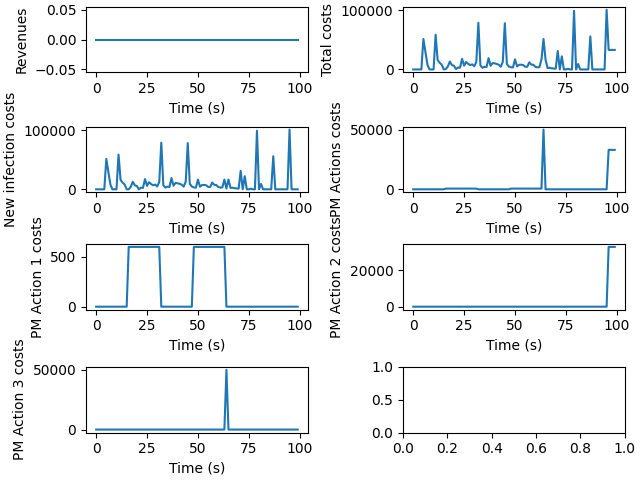 Revenues
0.05
0.00
−0.05
0 25 50 75 100
Time (s)
Total costs
100000
0
0 25 50 75 100
Time (s)
New infection costs
100000
0
0 25 50 75 100
Time (s)
PM Actions costs
50000
0
0 25 50 75 100
Time (s)
PM Action 1 costs
500
0
0 25 50 75 100
Time (s)
PM Action 2 costs
20000
0
0 25 50 75 100
Time (s)
PM Action 3 costs
50000
0
0 25 50 75 100
Time (s)
1.0
0.5
0.0
0.0 0.2 0.4 0.6 0.8 1.0